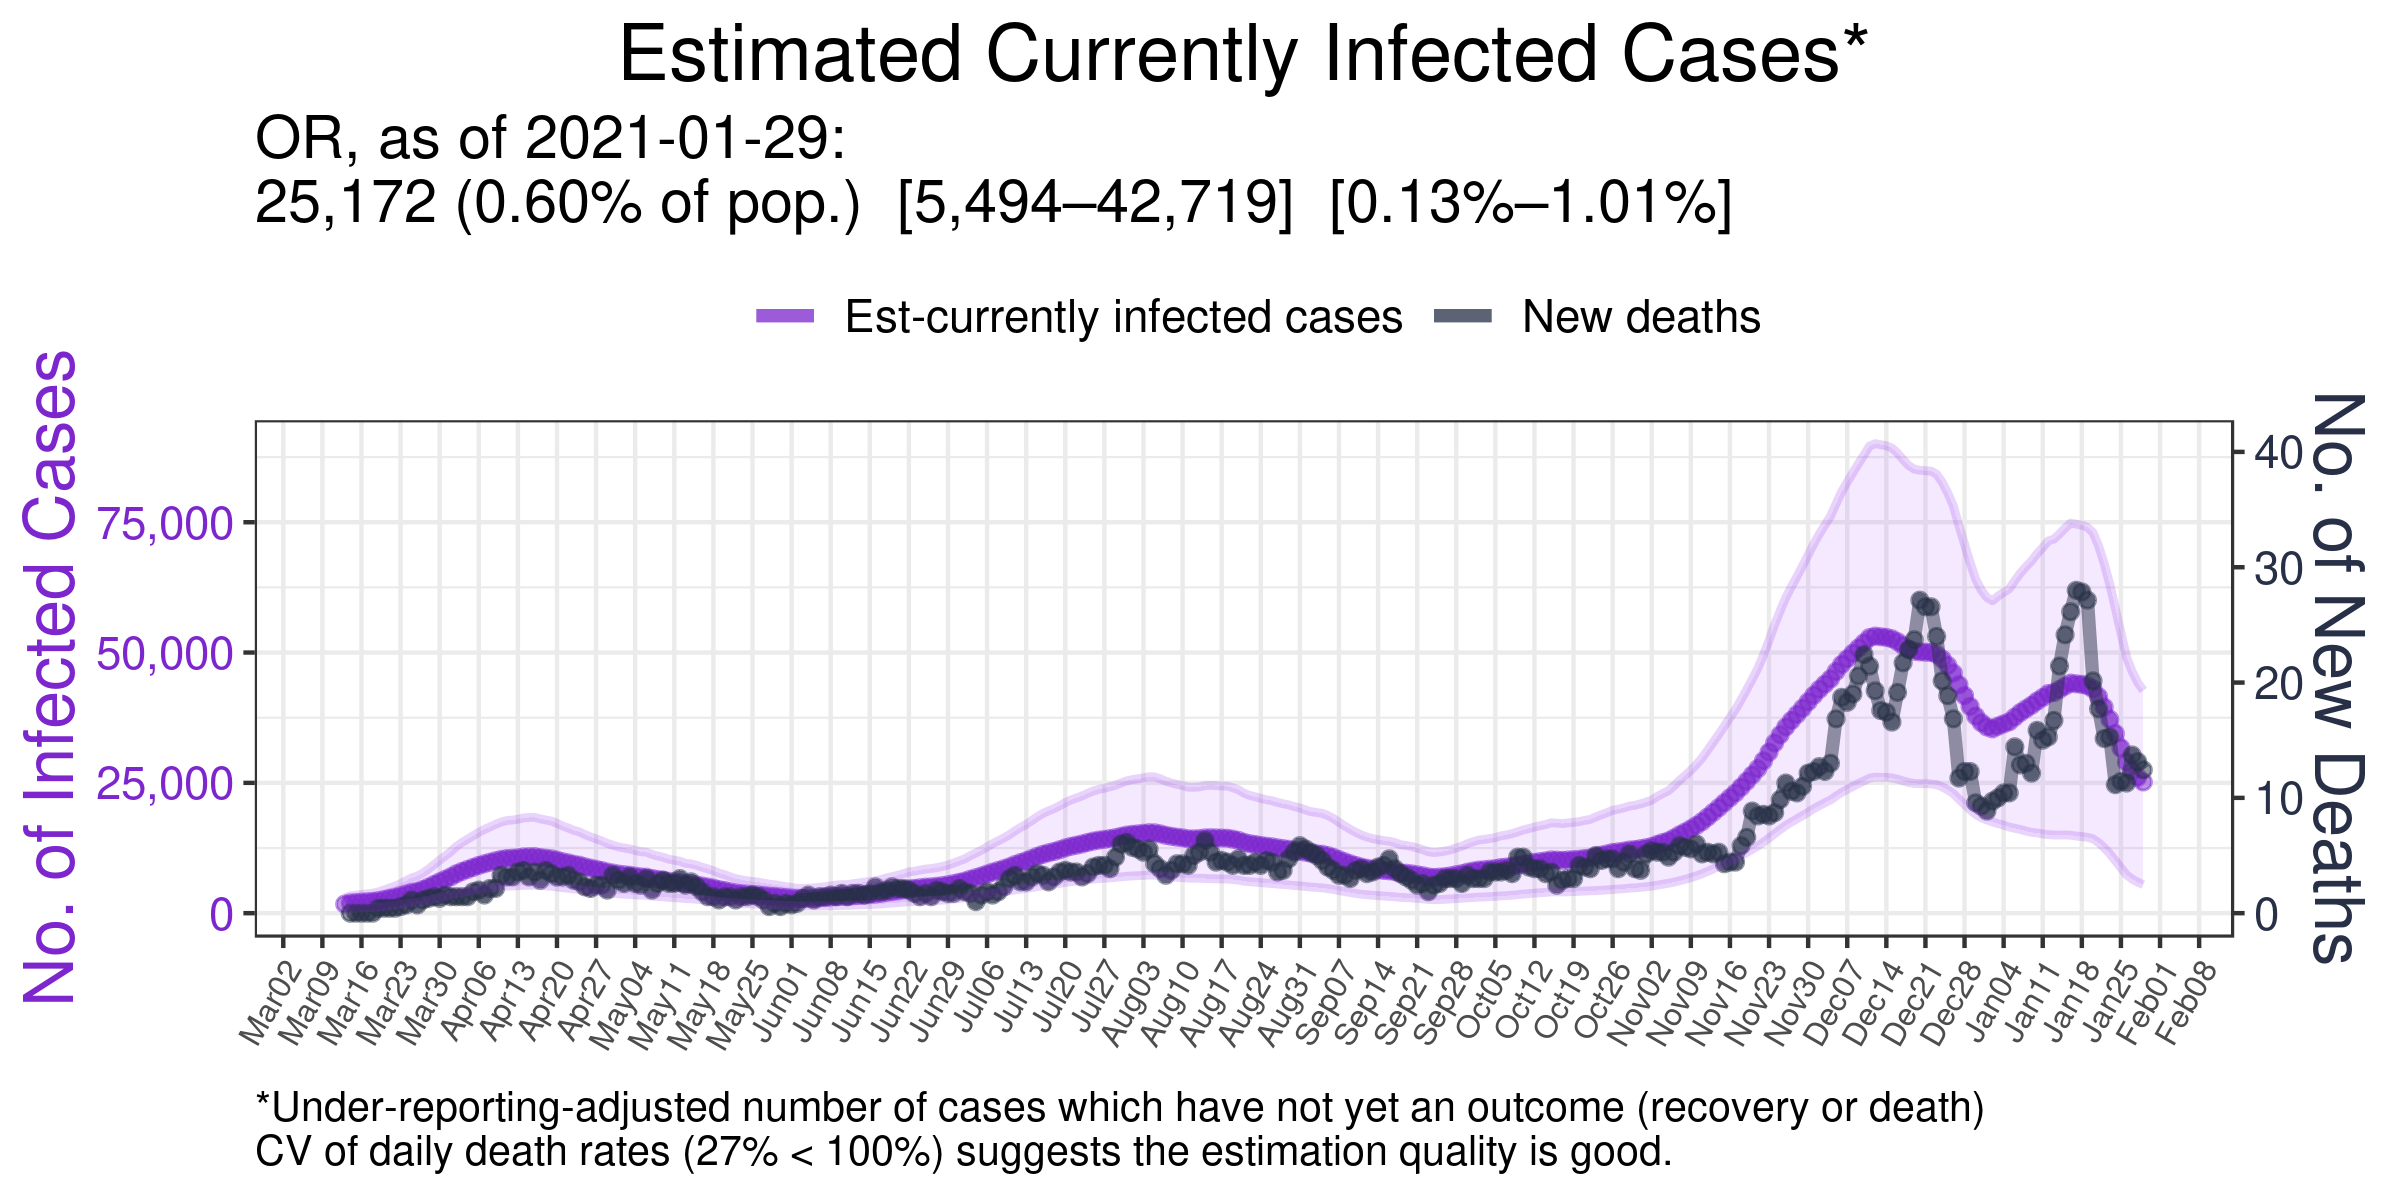 Estimated Currently Infected Cases*
OR, as of 2021-01-29:
25,172 (0.60% of pop.)  [5,494–42,719]  [0.13%–1.01%]
Est-currently infected cases
New deaths
No. of Infected Cases
75,000
50,000
25,000
0
40
30
20
10
0
No. of New Deaths
Mar02
Mar09
Mar16
Mar23
Mar30
Apr06
Apr13
Apr20
Apr27
May04
May11
May18
May25
Jun01
Jun08
Jun15
Jun22
Jun29
Jul06
Jul13
Jul20
Jul27
Aug03
Aug10
Aug17
Aug24
Aug31
Sep07
Sep14
Sep21
Sep28
Oct05
Oct12
Oct19
Oct26
Nov02
Nov09
Nov16
Nov23
Nov30
Dec07
Dec14
Dec21
Dec28
Jan04
Jan11
Jan18
Jan25
Feb01
Feb08
*Under-reporting-adjusted number of cases which have not yet an outcome (recovery or death)
CV of daily death rates (27% < 100%) suggests the estimation quality is good.